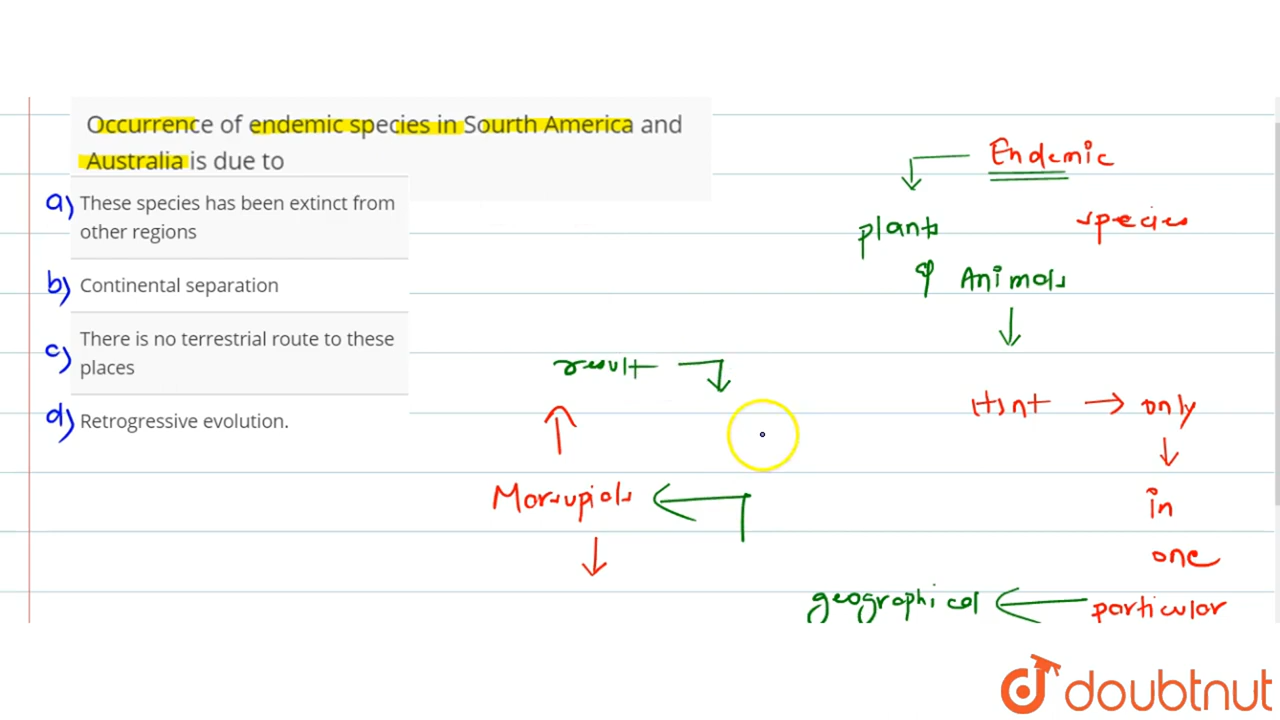 Occurrence of endemic species in Sourth America and
Australia is due to
a) These species has been extinct from
other regions
b) Continental separation
c) There is no terrestrial route to these
places
d) Retrogressive evolution.
Endemic
species
plants
& Animals
→ only
in
one
particular
geographical
Marsupials
result
doubtnut